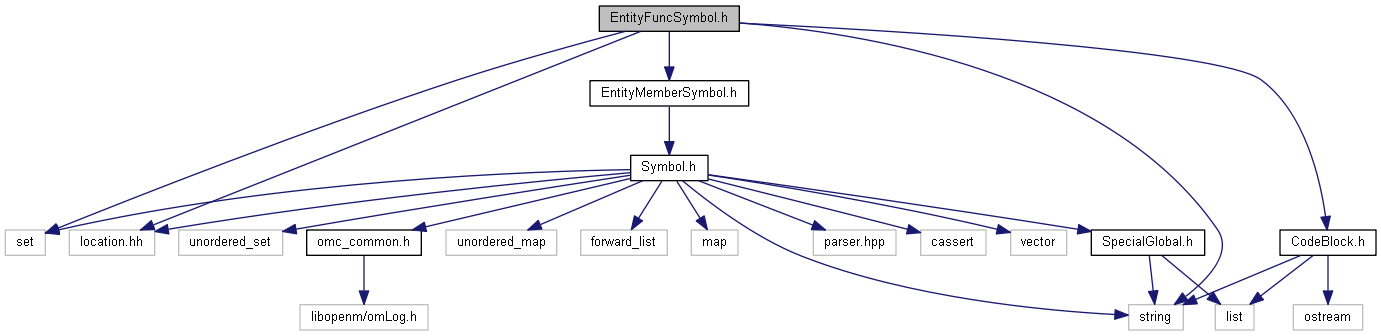 EntityFuncSymbol.h
EntityMemberSymbol.h
Symbol.h
set
location.hh
unordered_set
omc_common.h
unordered_map
forward_list
map
parser.hpp
cassert
vector
SpecialGlobal.h
CodeBlock.h
libopenm/omLog.h
string
list
ostream